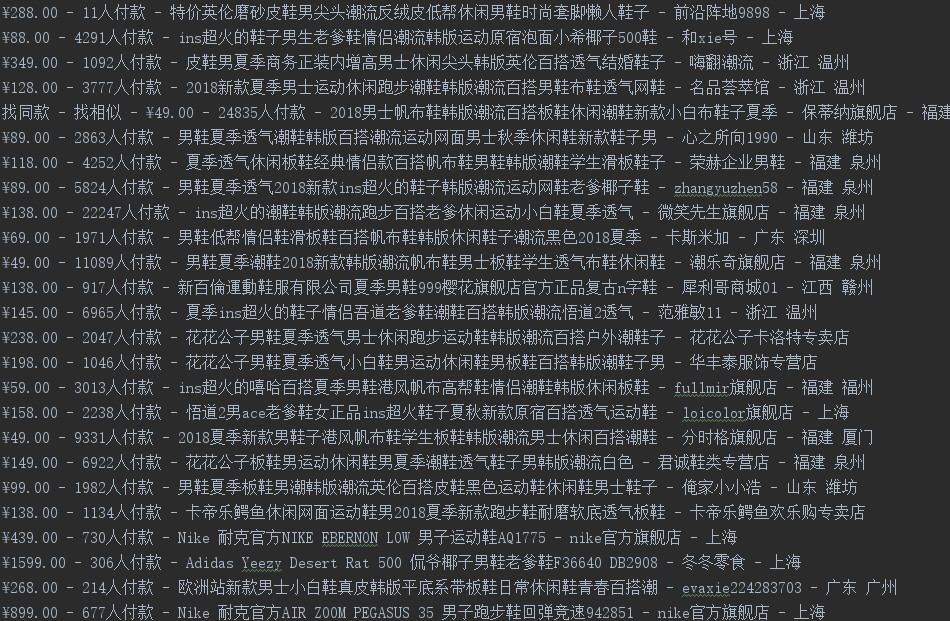 ¥288.00 - 11人付款 - 特价英伦磨砂皮鞋男尖头潮流反绒皮低帮休闲男鞋时尚套脚懒人鞋子 - 前沿阵地9898 - 上海
¥88.00 - 4291人付款 - ins超火的鞋子男生老爹鞋情侣潮流韩版运动原宿泡面小希椰子500鞋 - 和xie号 - 上海
¥349.00 - 1092人付款 - 皮鞋男夏季商务正装内增高男士休闲尖头韩版英伦百搭透气结婚鞋子 - 嗨翻潮流 - 浙江 温州
¥128.00 - 3777人付款 - 2018新款夏季男士运动休闲跑步潮鞋韩版潮流百搭男鞋布鞋透气网鞋 - 名品荟萃馆 - 浙江 温州
找同款 - 找相似 - ¥49.00 - 24835人付款 - 2018男士帆布鞋韩版潮流百搭板鞋休闲潮鞋新款小白布鞋子夏季 - 保蒂纳旗舰店 - 福建
¥89.00 - 2863人付款 - 男鞋夏季透气潮鞋韩版百搭潮流运动网面男士秋季休闲鞋新款鞋子男 - 心之所向1990 - 山东 潍坊
¥118.00 - 4252人付款 - 夏季透气休闲板鞋经典情侣款百搭帆布鞋男鞋韩版潮鞋学生滑板鞋子 - 荣赫企业男鞋 - 福建 泉州
¥89.00 - 5824人付款 - 男鞋夏季透气2018新款ins超火的鞋子韩版潮流运动网鞋老爹椰子鞋 - zhangyuzhen58 - 福建 泉州
¥138.00 - 22247人付款 - ins超火的潮鞋韩版潮流跑步百搭老爹休闲运动小白鞋夏季透气 - 微笑先生旗舰店 - 福建 泉州
¥69.00 - 1971人付款 - 男鞋低帮情侣鞋滑板鞋百搭帆布鞋韩版休闲鞋子潮流黑色2018夏季 - 卡斯米加 - 广东 深圳
¥49.00 - 11089人付款 - 男鞋夏季潮鞋2018新款韩版潮流帆布鞋男士板鞋学生透气布鞋休闲鞋 - 潮乐奇旗舰店 - 福建 泉州
¥138.00 - 917人付款 - 新百倫運動鞋服有限公司夏季男鞋999樱花旗舰店官方正品复古n字鞋 - 犀利哥商城01 - 江西 赣州
¥145.00 - 6965人付款 - 夏季ins超火的鞋子情侣吾道老爹鞋潮鞋百搭韩版潮流悟道2透气 - 范雅敏11 - 浙江 温州
¥238.00 - 2047人付款 - 花花公子男鞋夏季透气男士休闲跑步运动鞋韩版潮流百搭户外潮鞋子 - 花花公子卡洛特专卖店
¥198.00 - 1046人付款 - 花花公子男鞋夏季透气小白鞋男运动休闲鞋男板鞋百搭韩版潮鞋子男 - 华丰泰服饰专营店
¥59.00 - 3013人付款 - ins超火的嘻哈百搭夏季男鞋港风帆布高帮鞋情侣潮鞋韩版休闲板鞋 - fullmir旗舰店 - 福建 福州
¥158.00 - 2238人付款 - 悟道2男ace老爹鞋女正品ins超火鞋子夏秋新款原宿百搭透气运动鞋 - loicolor旗舰店 - 上海
¥49.00 - 9331人付款 - 2018夏季新款男鞋子港风帆布鞋学生板鞋韩版潮流男士休闲百搭潮鞋 - 分时格旗舰店 - 福建 厦门
¥149.00 - 6922人付款 - 花花公子板鞋男运动休闲鞋男夏季潮鞋透气鞋子男韩版潮流白色 - 君诚鞋类专营店 - 福建 泉州
¥99.00 - 1982人付款 - 男鞋夏季板鞋男潮韩版潮流英伦百搭皮鞋黑色运动鞋休闲鞋男士鞋子 - 俺家小小浩 - 山东 潍坊
¥138.00 - 1134人付款 - 卡帝乐鳄鱼休闲网面运动鞋男2018夏季新款跑步鞋耐磨软底透气板鞋 - 卡帝乐鳄鱼欢乐购专卖店
¥439.00 - 730人付款 - Nike 耐克官方NIKE EBERNON LOW 男子运动鞋AQ1775 - nike官方旗舰店 - 上海
¥1599.00 - 306人付款 - Adidas Yeezy Desert Rat 500 侃爷椰子男鞋老爹鞋F36640 DB2908 - 冬冬零食 - 上海
¥268.00 - 214人付款 - 欧洲站新款男士小白鞋真皮韩版平底系带板鞋日常休闲鞋青春百搭潮 - evaxie224283703 - 广东 广州
¥899.00 - 677人付款 - Nike 耐克官方AIR ZOOM PEGASUS 35 男子跑步鞋回弹竞速942851 - nike官方旗舰店 - 上海